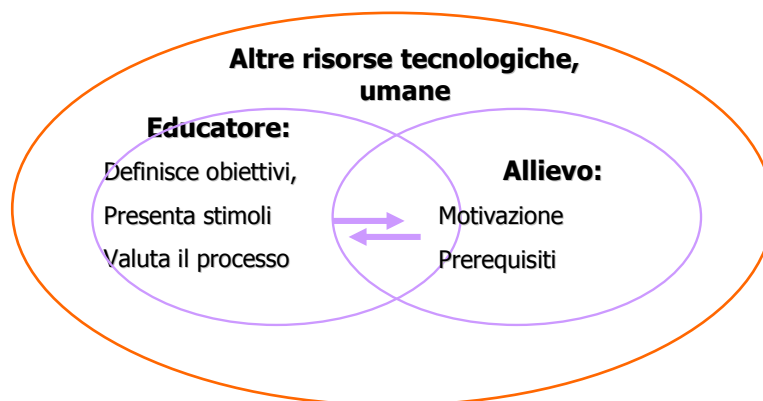 Altre risorse tecnologiche,
umane
Educatore:
Definisce obiettivi,
Presenta stimoli
Valuta il processo
Allievo:
Motivazione
Prerequisiti